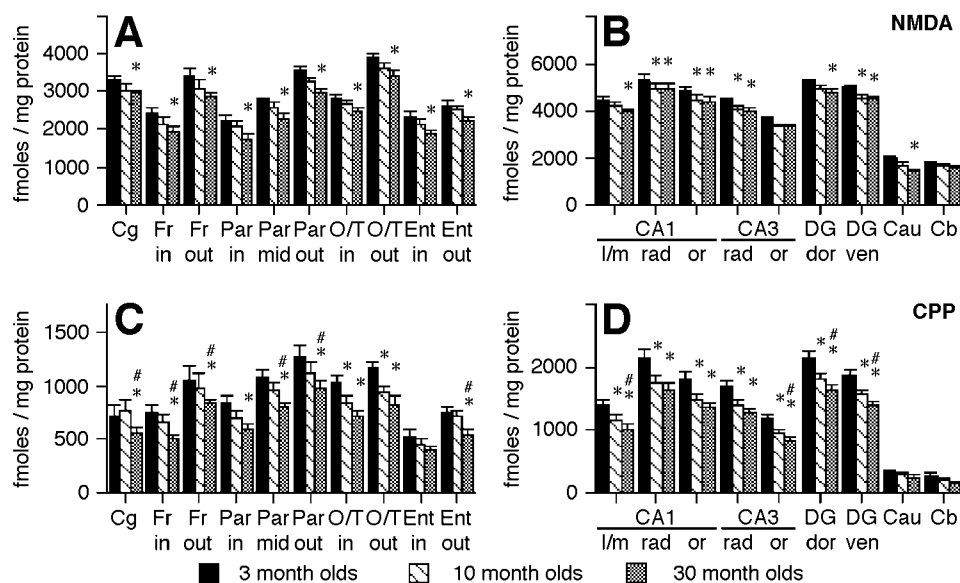 A
B
NMDA
fmoles / mg protein
4000
3000
2000
1000
0
* * * * * * * * * *
Cg Fr Fr Par Par Par O/T O/T Ent Ent
in out in mid out in out in out
fmoles / mg protein
6000
4000
2000
0
* * * * * * * * * * *
CA1 CA3 DG DG Cau Cb
l/m rad or rad or dor ven
C
D
CPP
fmoles / mg protein
1500
1000
500
0
# # # # # #
* * * * * * * * * * *
Cg Fr Fr Par Par Par O/T O/T Ent Ent
in out in mid out in out in out
fmoles / mg protein
2000
1000
0
# # # #
* * * * * * * * * * * * * *
CA1 CA3 DG DG Cau Cb
l/m rad or rad or dor ven
3 month olds 10 month olds 30 month olds